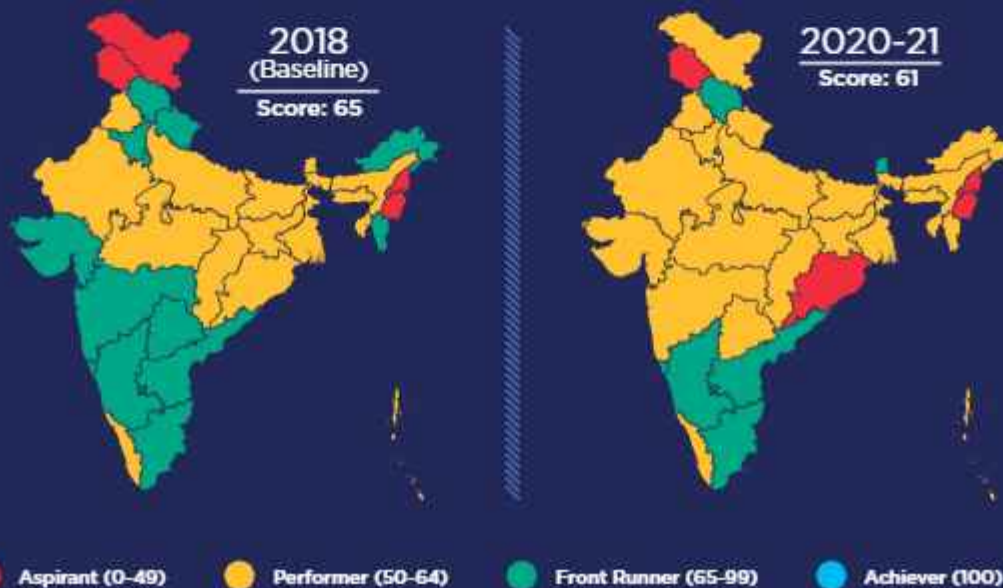 2018
(Baseline)
Score: 65
2020-21
Score: 61
Aspirant (0-49)
Performer (50-64)
Front Runner (65-99)
Achiever (100)